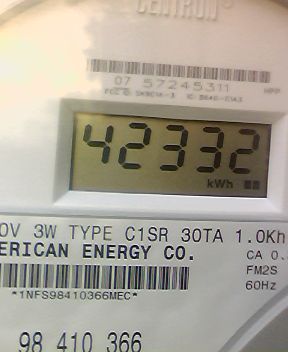 CENTRON
07 57245311
42332
kWh
0V 3W TYPE C1SR 30TA 1.0Kh
ERICAN ENERGY CO.
CA 0.
FM2S
*1NFS98410366MEC*
60Hz
98 410 366